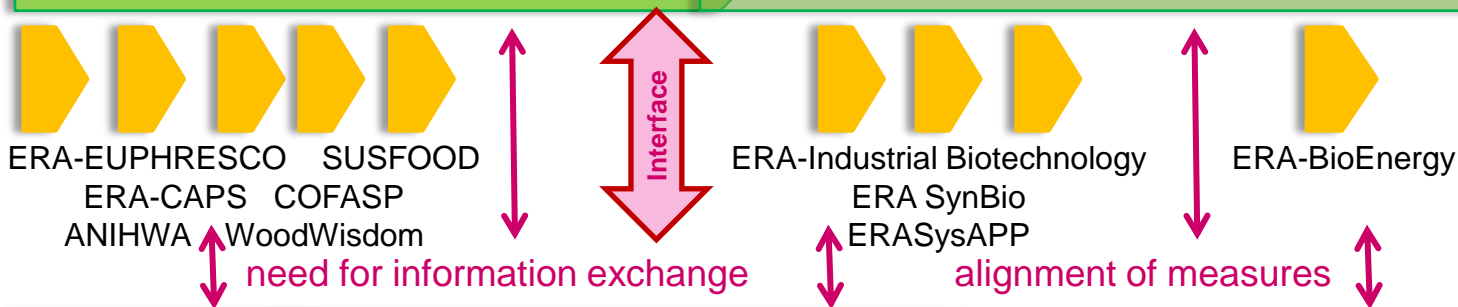 Interface
ERA-EUPHRESCO SUSFOOD
ERA-CAPS COFASP
ANIHWA WoodWisdom
ERA-Industrial Biotechnology
ERA SynBio
ERASysAPP
ERA-BioEnergy
need for information exchange
alignment of measures